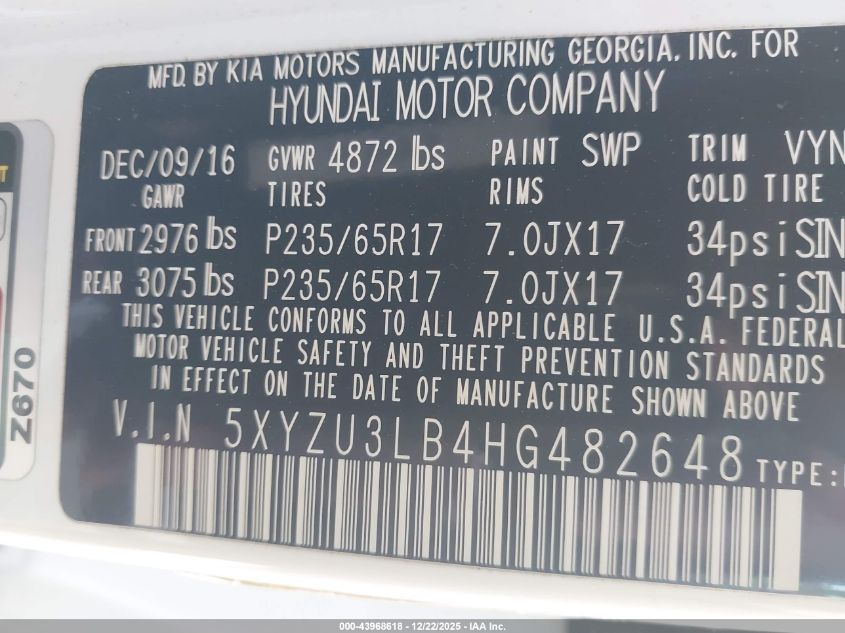 MFD. BY KIA MOTORS MANUFACTURING GEORGIA. INC. FOR
HYUNDAI MOTOR COMPANY
DEC/09/16 GVWR 4872 lbs PAINT SWP TRIM VYN
GAWR TIRES RIMS COLD TIRE
FRONT 2976 lbs P235/65R17 7.0JX17 34psi SIN
REAR 3075 lbs P235/65R17 7.0JX17 34psi SIN
THIS VEHICLE CONFORMS TO ALL APPLICABLE U.S.A. FEDERAL
MOTOR VEHICLE SAFETY AND THEFT PREVENTION STANDARDS
IN EFFECT ON THE DATE OF MANUFACTURE SHOWN ABOVE
V.I.N 5XYZU3LB4HG482648 TYPE:
Z670
000-43968618 - 12/22/2025 - IAA Inc.